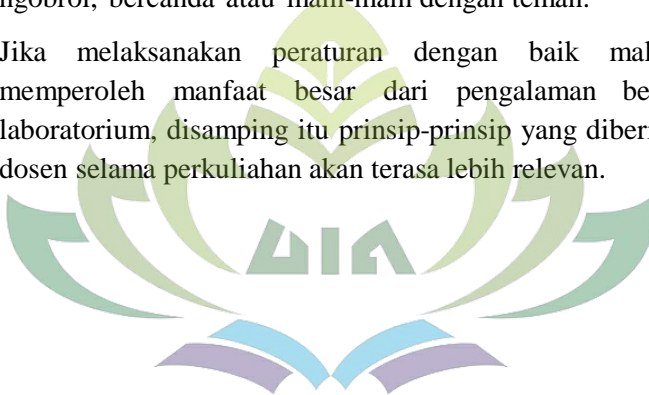 ngobrol, bercanda atau main-main dengan teman.
Jika melaksanakan peraturan dengan baik
memperoleh manfaat besar dari pengalaman
laboratorium, disamping itu prinsip-prinsip yang
dosen selama perkuliahan akan terasa lebih relevan.
UIN